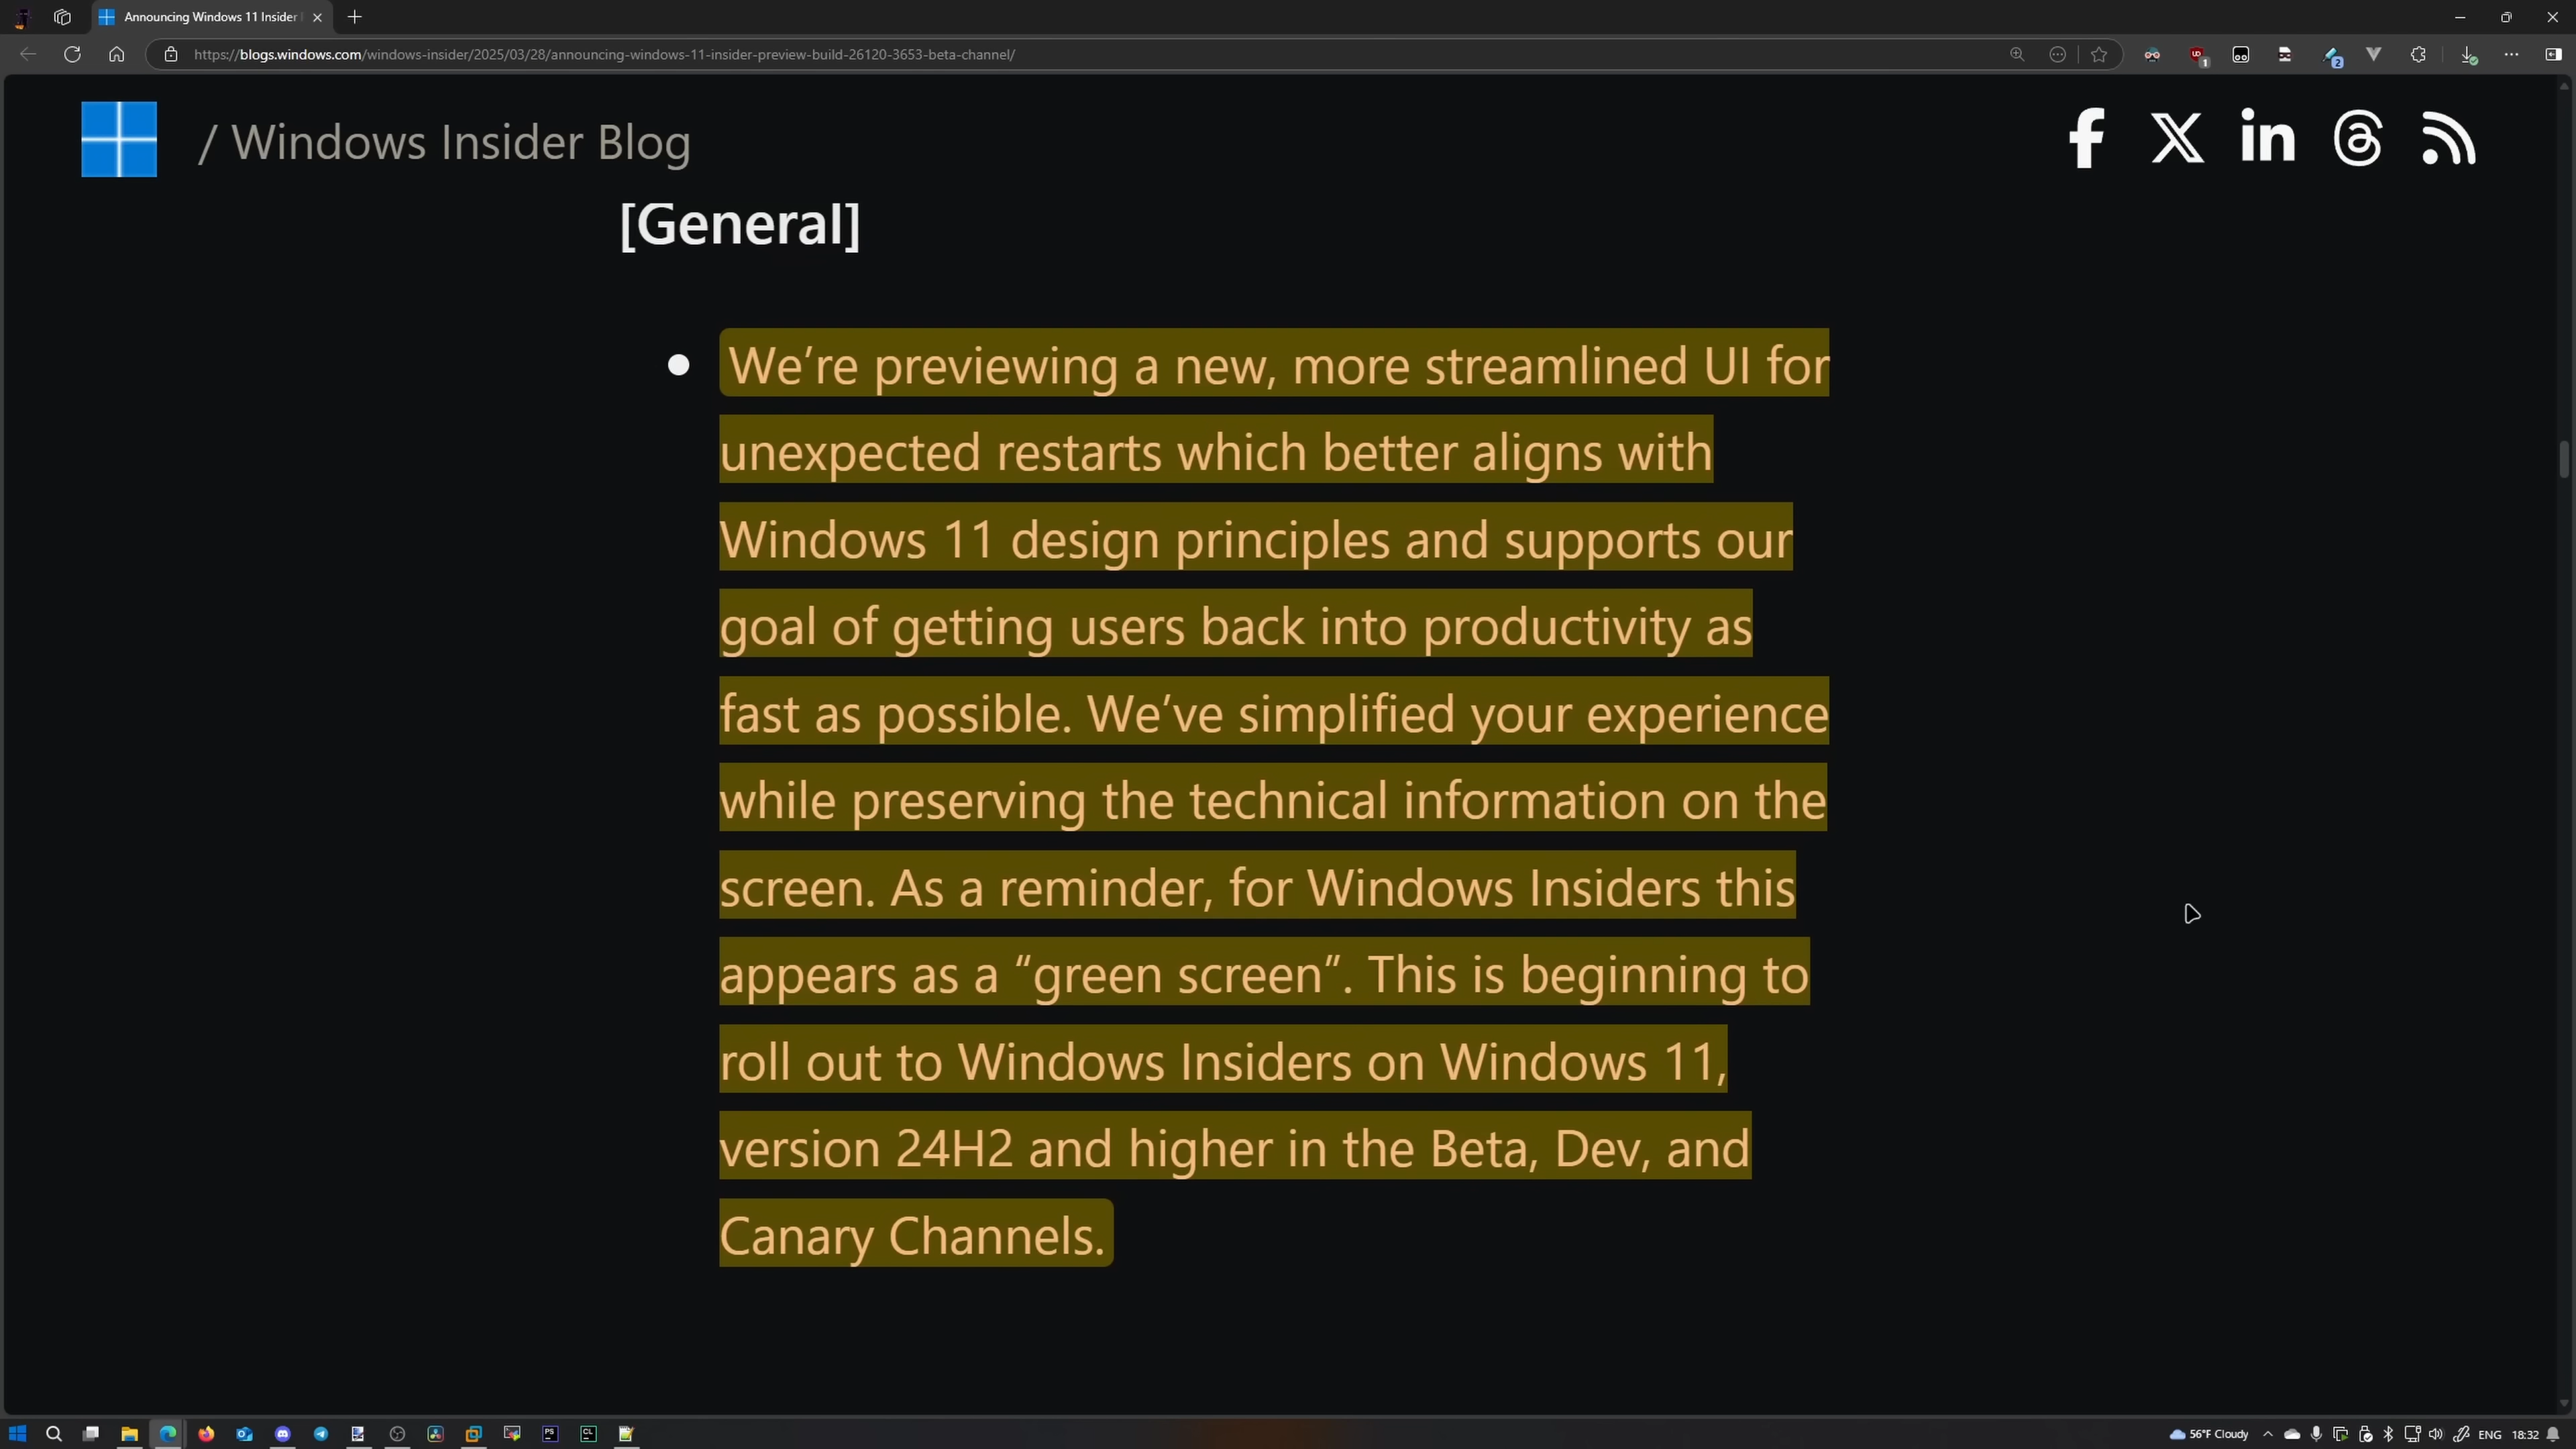 Announcing Windows 11 Insider
https://blogs.windows.com/windows-insider/2025/03/28/announcing-windows-11-insider-preview-build-26120-3653-beta-channel/
UD
1
2
/ Windows Insider Blog
[General]
• We’re previewing a new, more streamlined UI for
unexpected restarts which better aligns with
Windows 11 design principles and supports our
goal of getting users back into productivity as
fast as possible. We’ve simplified your experience
while preserving the technical information on the
screen. As a reminder, for Windows Insiders this
appears as a “green screen”. This is beginning to
roll out to Windows Insiders on Windows 11,
version 24H2 and higher in the Beta, Dev, and
Canary Channels.
PS
CL
56°F Cloudy
ENG
18:32